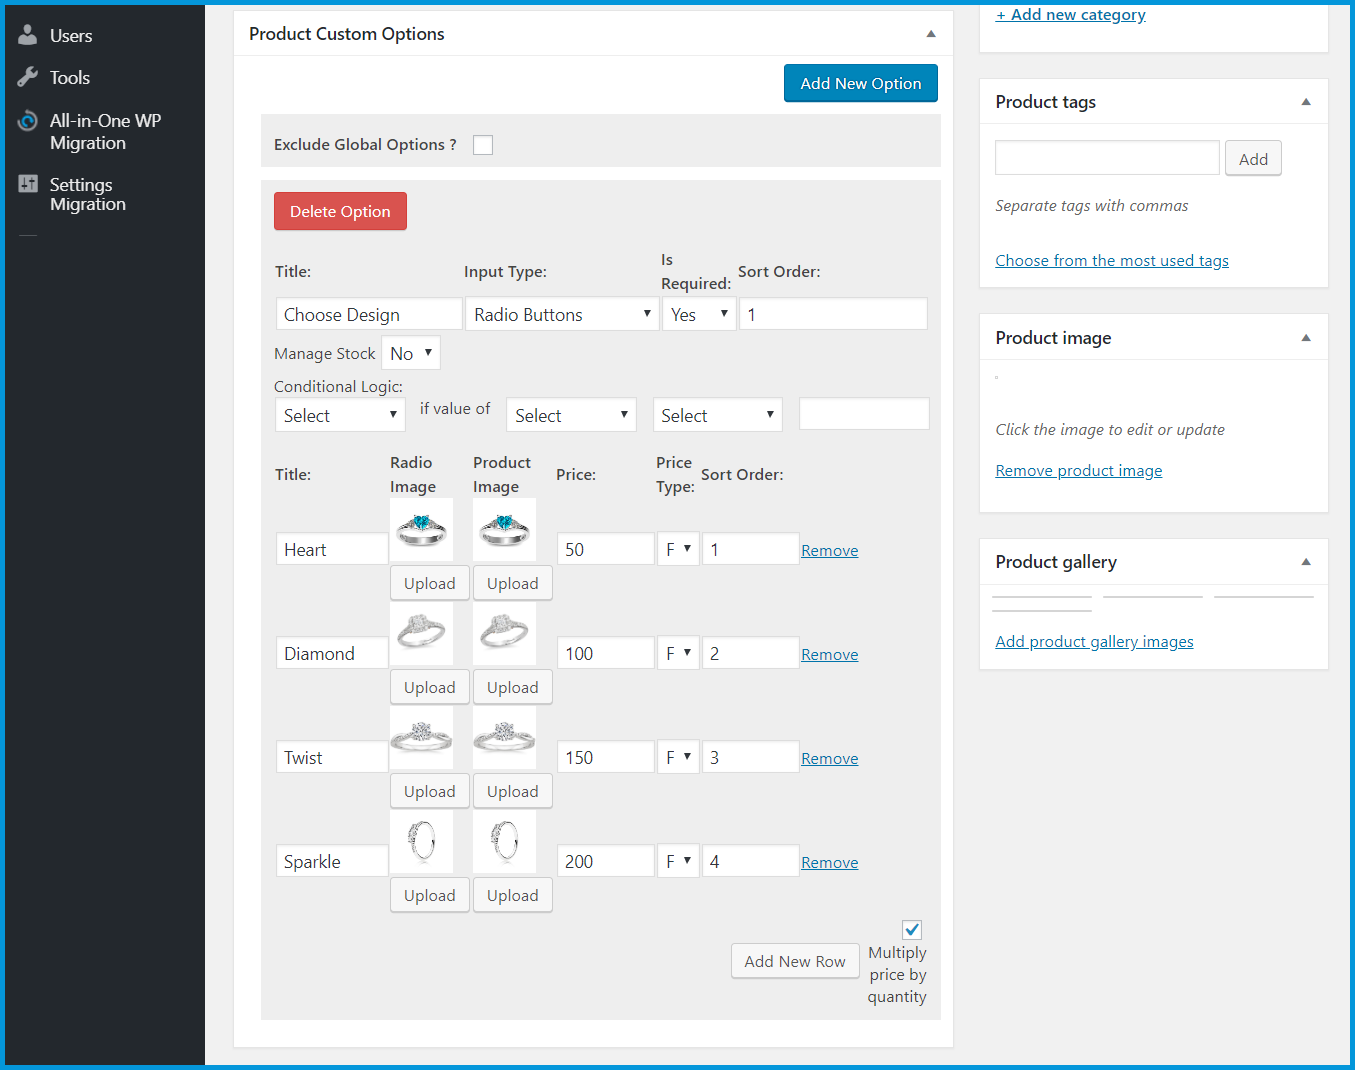 Users
Tools
All-in-One WP
Migration
Settings
Migration
Product Custom Options
Add New Option
Exclude Global Options ?
Delete Option
Title:
Input Type:
Is
Required:
Sort Order:
Choose Design
Radio Buttons
Yes
1
Manage Stock
No
Conditional Logic:
Select
if value of
Select
Select
Title:
Radio
Image
Product
Image
Price:
Price
Type:
Sort Order:
Heart
50
F
1
Remove
Upload
Upload
Diamond
100
F
2
Remove
Upload
Upload
Twist
150
F
3
Remove
Upload
Upload
Sparkle
200
F
4
Remove
Upload
Upload
Add New Row
Multiply
price by
quantity
+ Add new category
Product tags
Add
Separate tags with commas
Choose from the most used tags
Product image
Click the image to edit or update
Remove product image
Product gallery
Add product gallery images